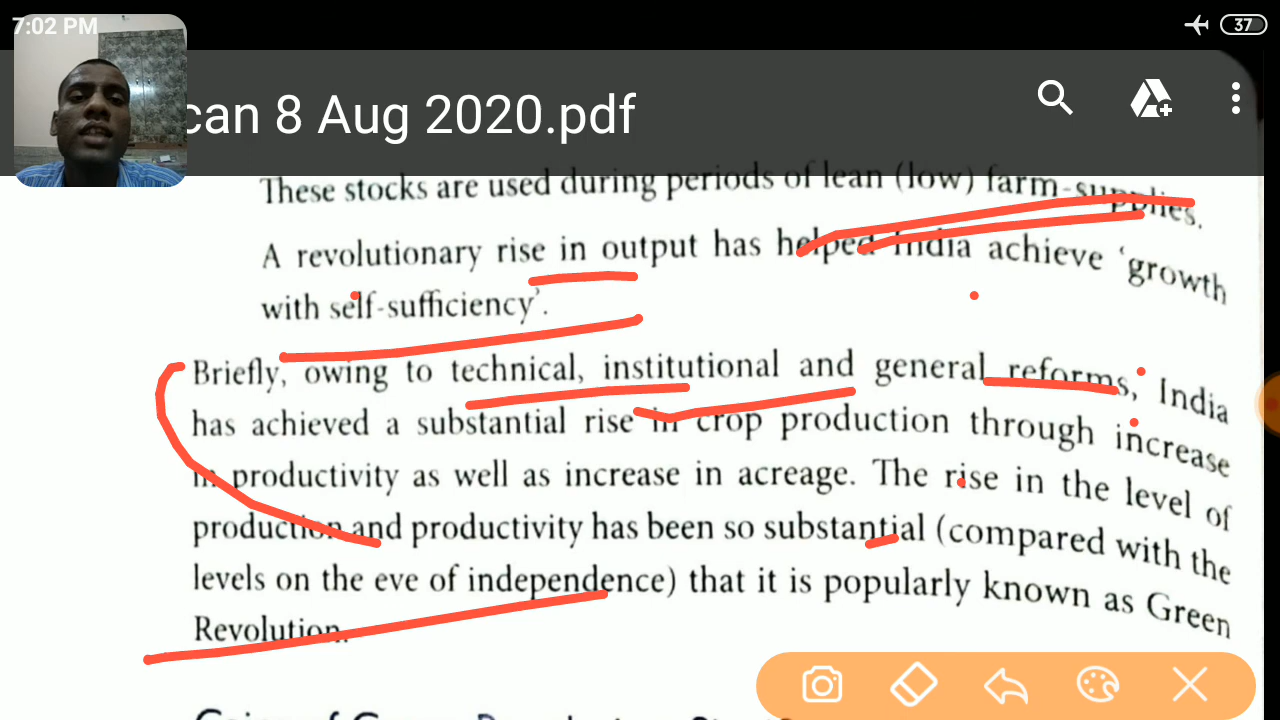 7:02 PM
37
can 8 Aug 2020.pdf
These stocks are used during periods of lean (low) farm-supplies.
A revolutionary rise in output has helped India achieve 'growth
with self-sufficiency'.
Briefly, owing to technical, institutional and general reforms, India
has achieved a substantial rise in crop production through increase
in productivity as well as increase in acreage. The rise in the level of
production and productivity has been so substantial (compared with the
levels on the eve of independence) that it is popularly known as Green
Revolution.